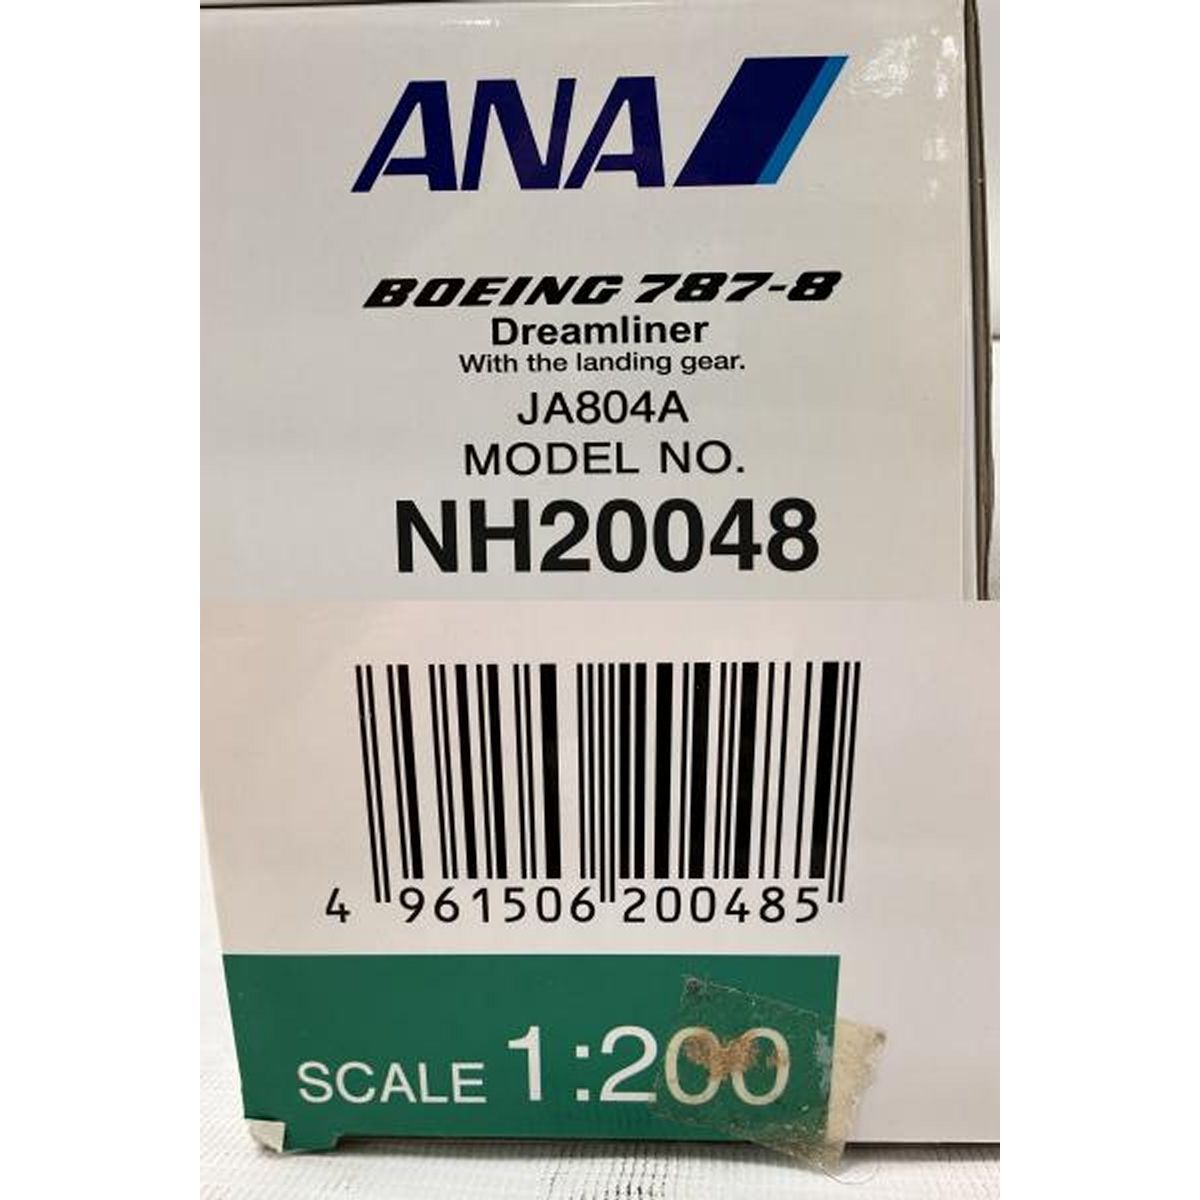 ANA
BOEING 787-8
Dreamliner
With the landing gear.
JA804A
MODEL NO.
NH20048
4 961506 200485
SCALE 1:200